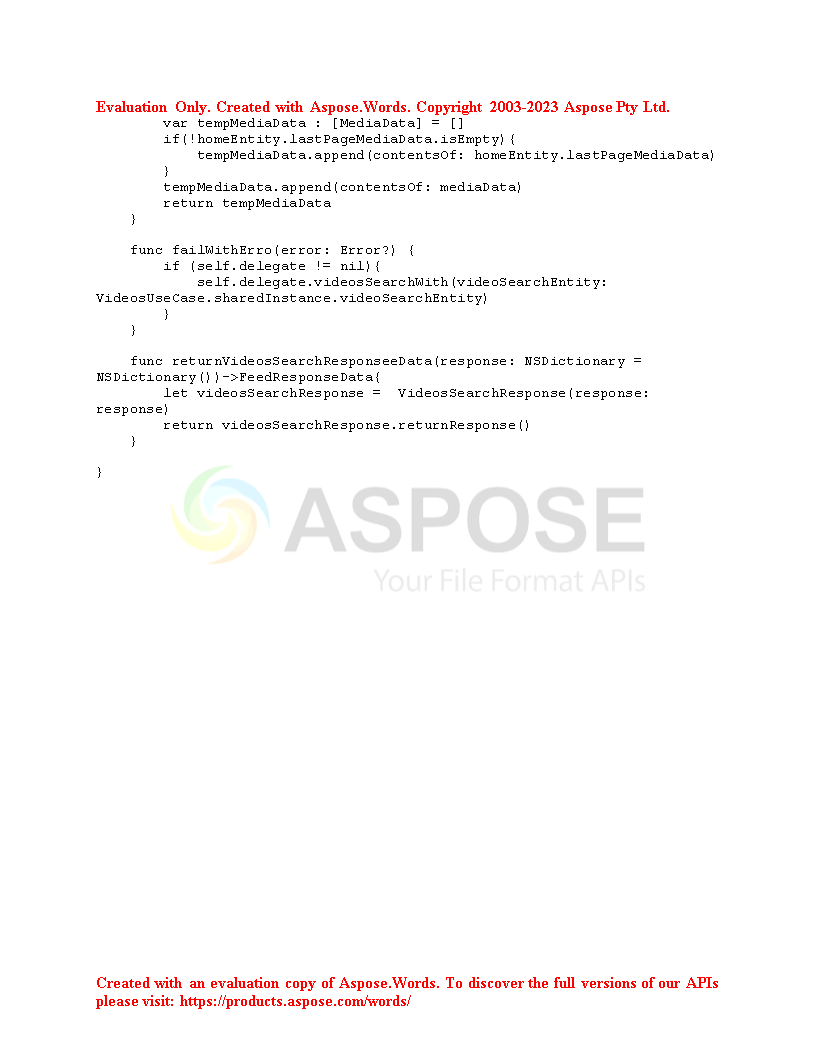 Evaluation Only. Created with Aspose.Words. Copyright 2003-2023 Aspose Pty Ltd.
        var tempMediaData : [MediaData] = []
        if(!homeEntity.lastPageMediaData.isEmpty){
            tempMediaData.append(contentsOf: homeEntity.lastPageMediaData)
        }
        tempMediaData.append(contentsOf: mediaData)
        return tempMediaData
    }

    func failWithErro(error: Error?) {
        if (self.delegate != nil){
            self.delegate.videosSearchWith(videoSearchEntity:
VideosUseCase.sharedInstance.videoSearchEntity)
        }
    }

    func returnVideosSearchResponseeData(response: NSDictionary =
NSDictionary())->FeedResponseData{
        let videosSearchResponse =  VideosSearchResponse(response:
response)
        return videosSearchResponse.returnResponse()
    }

}
ASPOSE
Your File Format APIs
Created with an evaluation copy of Aspose.Words. To discover the full versions of our APIs
please visit: https://products.aspose.com/words/